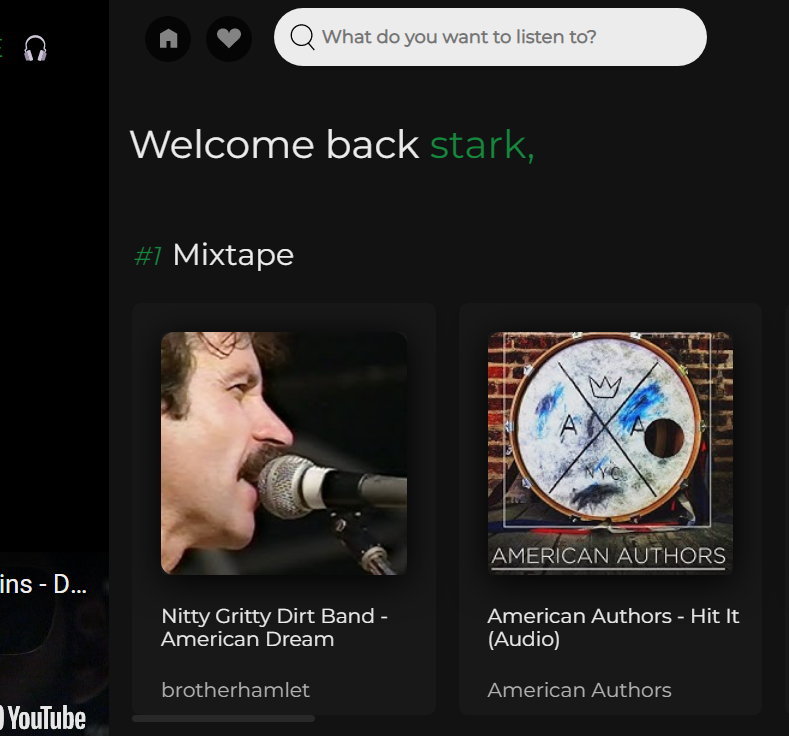 What do you want to listen to?
Welcome back stark,
#1 Mixtape
A A
NYC
AMERICAN AUTHORS
Nitty Gritty Dirt Band -
American Dream
brotherhamlet
American Authors - Hit It
(Audio)
American Authors
ins - D...
YouTube